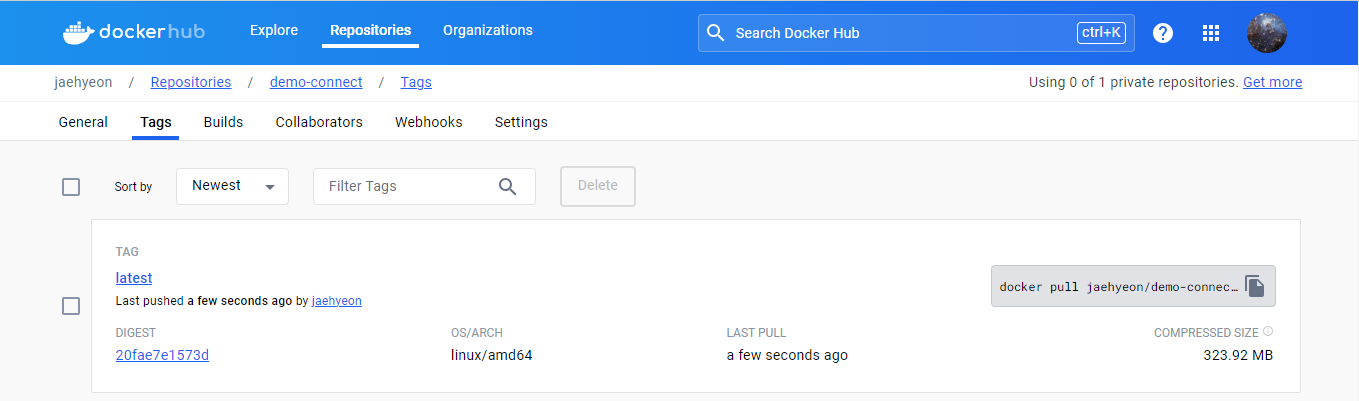 dockerhub Explore Repositories Organizations Search Docker Hub ctrl+K ?
jaehyeon / Repositories / demo-connect / Tags Using 0 of 1 private repositories. Get more
General Tags Builds Collaborators Webhooks Settings
Sort by Newest Filter Tags Delete
TAG
latest
docker pull jaehyeon/demo-connec…
Last pushed a few seconds ago by jaehyeon
DIGEST OS/ARCH LAST PULL COMPRESSED SIZE
20fae7e1573d linux/amd64 a few seconds ago 323.92 MB